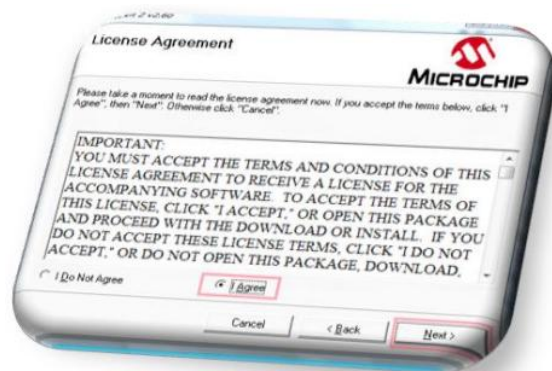 2 v2.60
License Agreement
MICROCHIP
Please take a moment to read the license agreement now. If you accept the terms below, click "I
Agree", then "Next". Otherwise click "Cancel".
IMPORTANT:
YOU MUST ACCEPT THE TERMS AND CONDITIONS OF THIS
LICENSE AGREEMENT TO RECEIVE A LICENSE FOR THE
ACCOMPANYING SOFTWARE. TO ACCEPT THE TERMS OF
THIS LICENSE, CLICK "I ACCEPT," OR OPEN THIS PACKAGE
AND PROCEED WITH THE DOWNLOAD OR INSTALL. IF YOU
DO NOT ACCEPT THESE LICENSE TERMS, CLICK "I DO NOT
ACCEPT," OR DO NOT OPEN THIS PACKAGE, DOWNLOAD,
I Do Not Agree
I Agree
Cancel
< Back
Next >